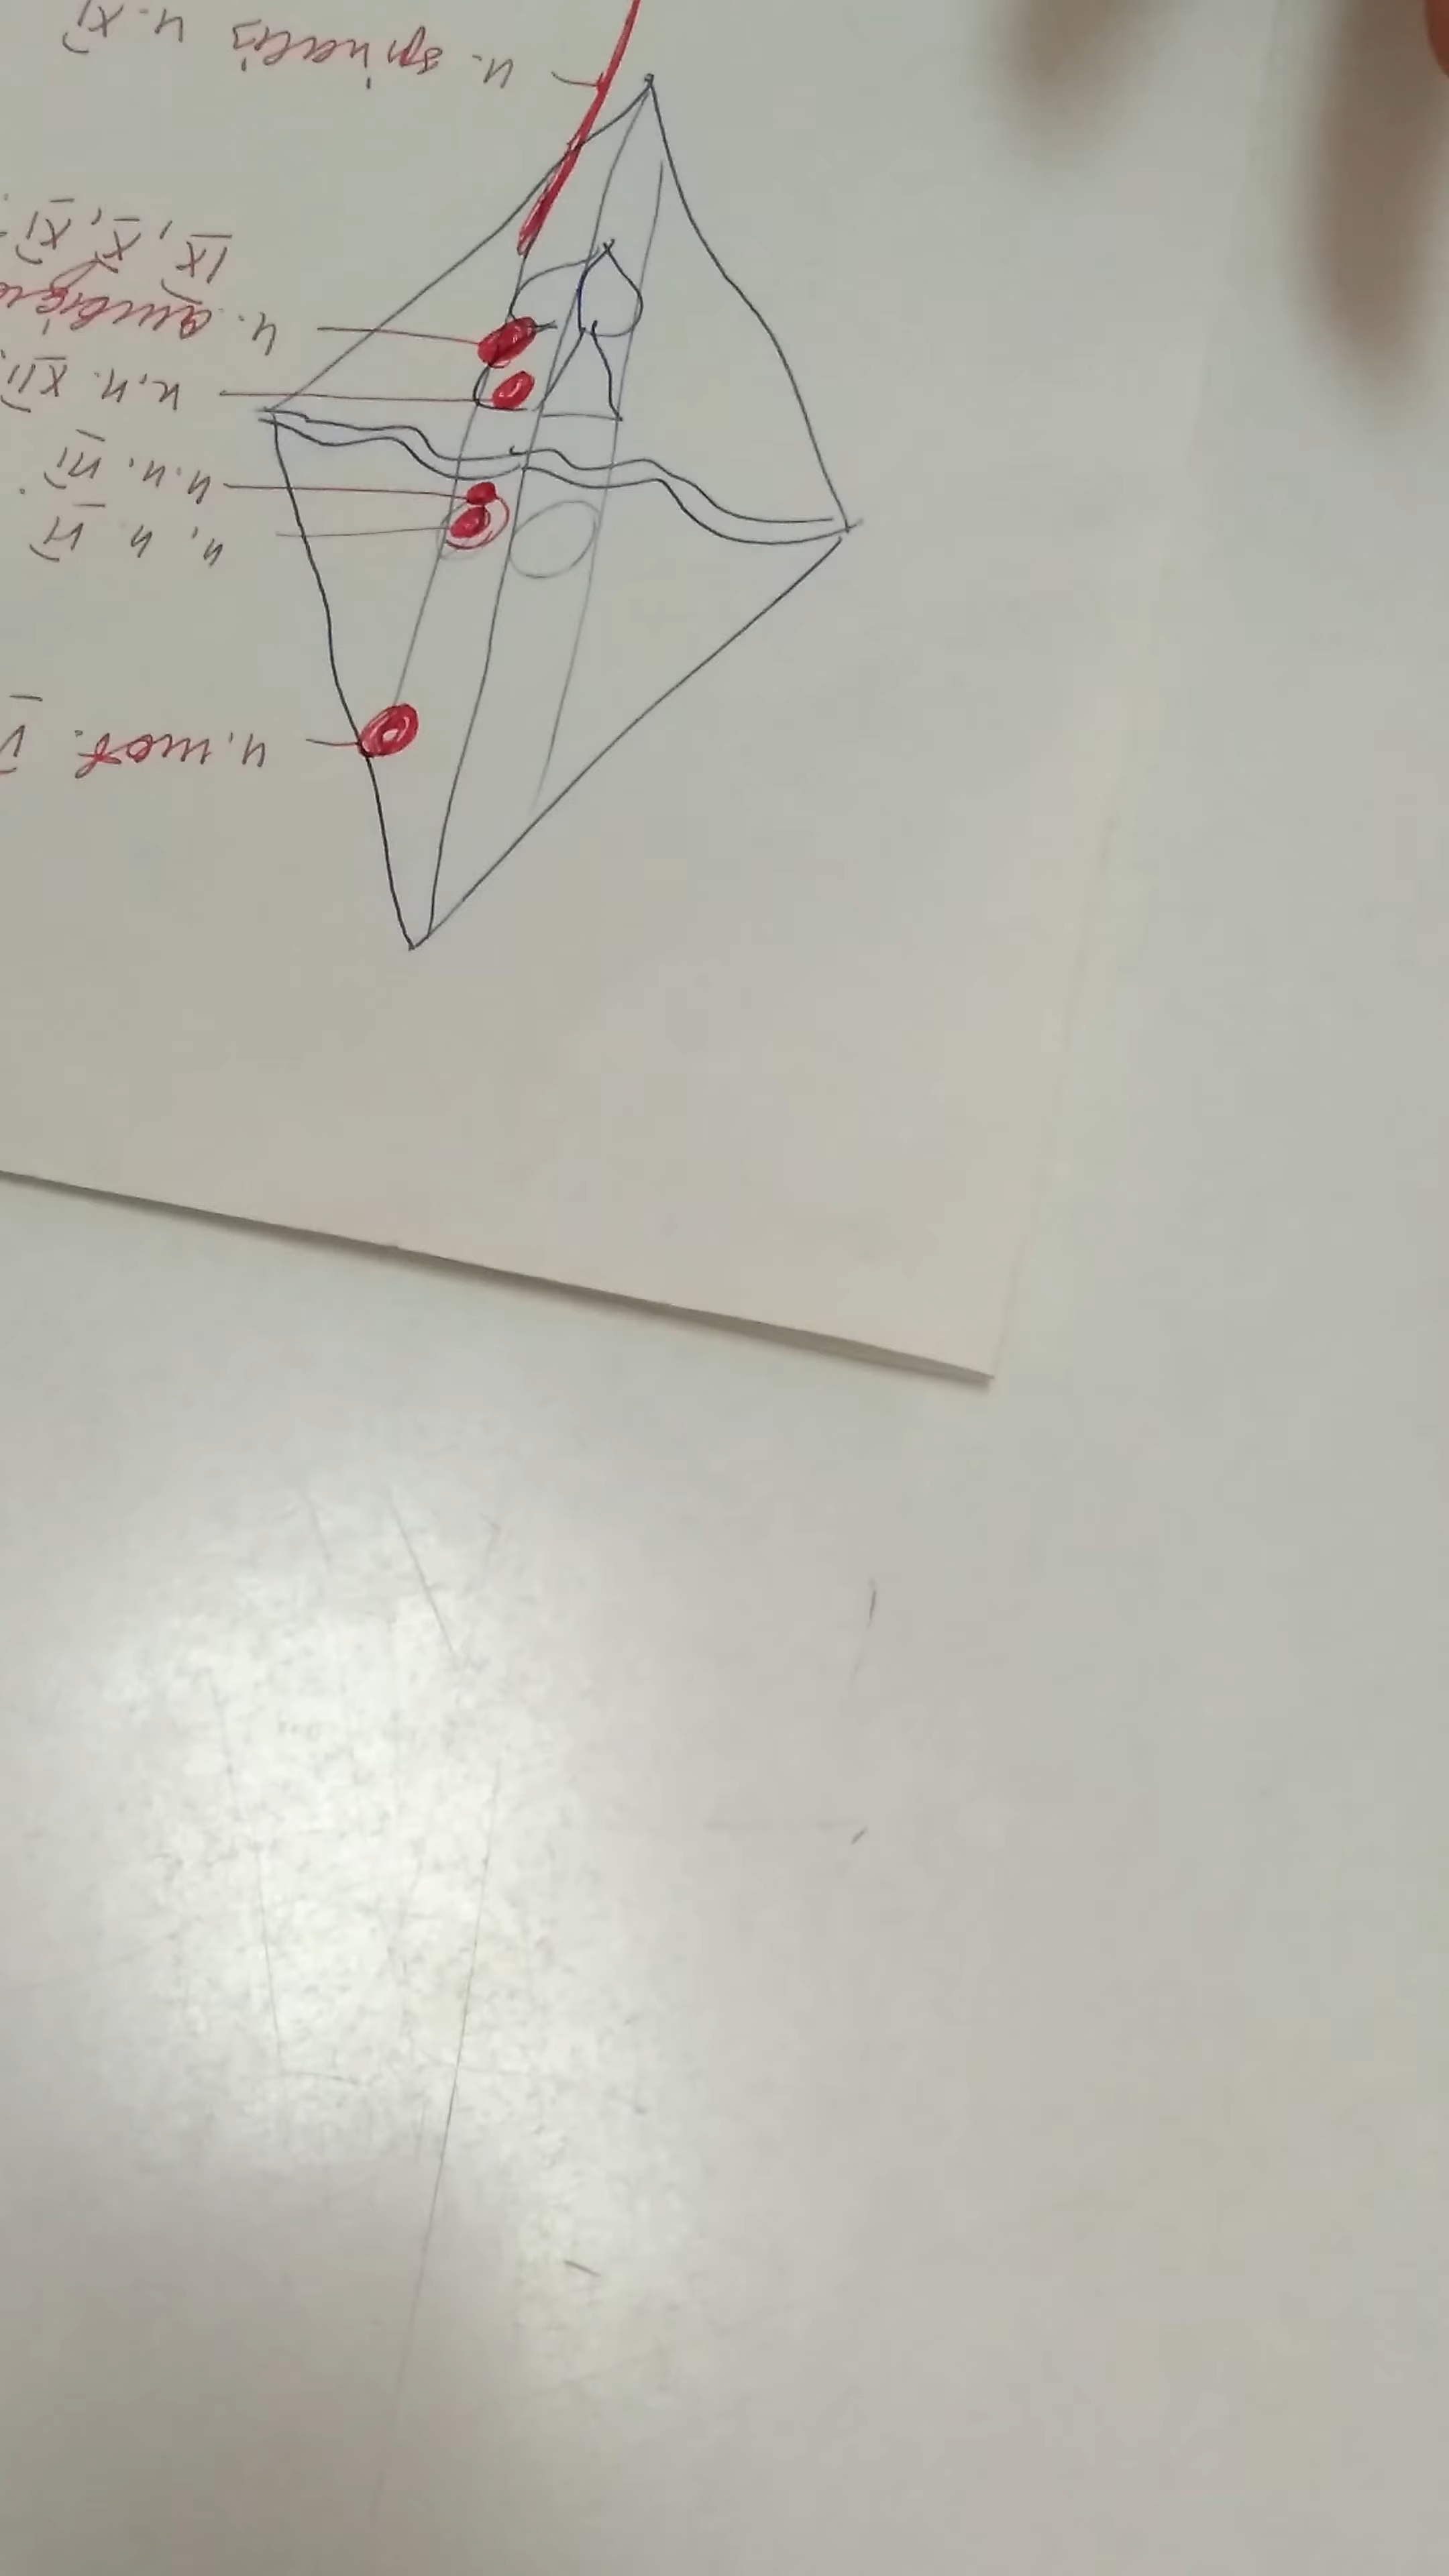 n. mot. V
n. n VI
n. n. VII
n. n. XII
n. ambigu
IX, X, XI
n. spinalis n. XI